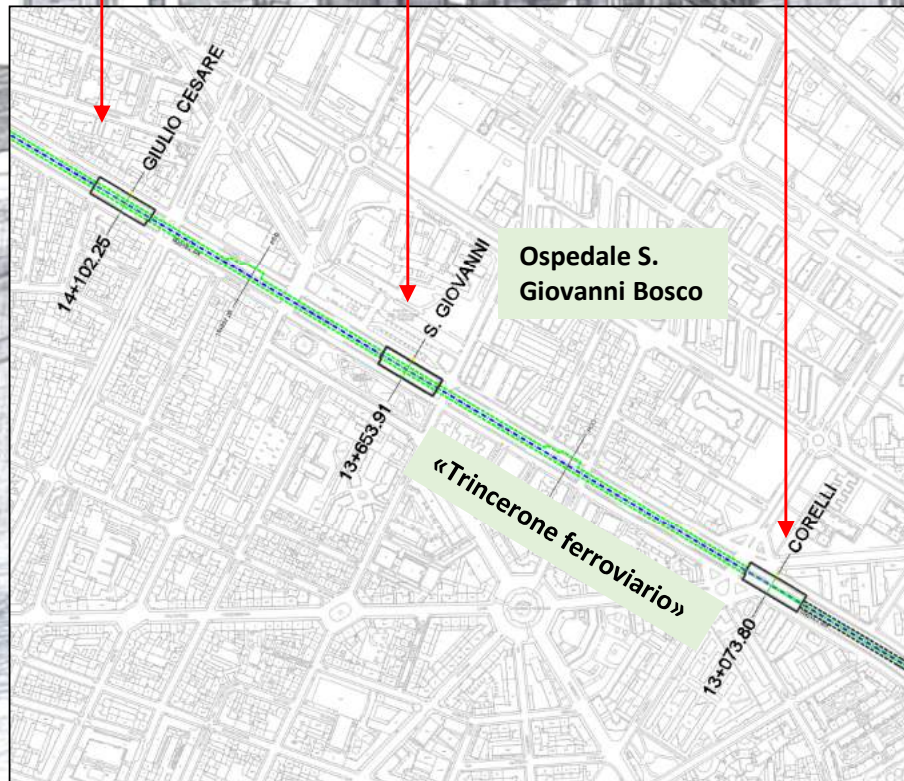 GIULIO CESARE
14+102.25
S. GIOVANNI
13+653.91
Ospedale S.
Giovanni Bosco
«Trincerone ferroviario»
CORELLI
13+073.80